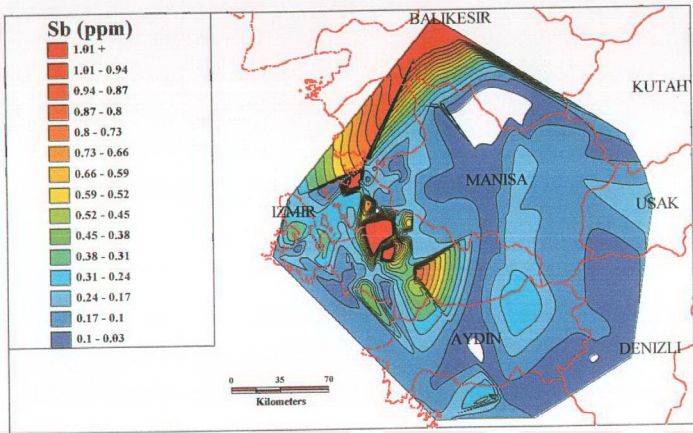 Sb (ppm)
1.01 +
1.01 - 0.94
0.94 - 0.87
0.87 - 0.8
0.8 - 0.73
0.73 - 0.66
0.66 - 0.59
0.59 - 0.52
0.52 - 0.45
0.45 - 0.38
0.38 - 0.31
0.31 - 0.24
0.24 - 0.17
0.17 - 0.1
0.1 - 0.03
BALIKESIR
KUTAH
MANISA
USAK
IZMIR
AYDIN
DENIZLI
0 35 70
Kilometers